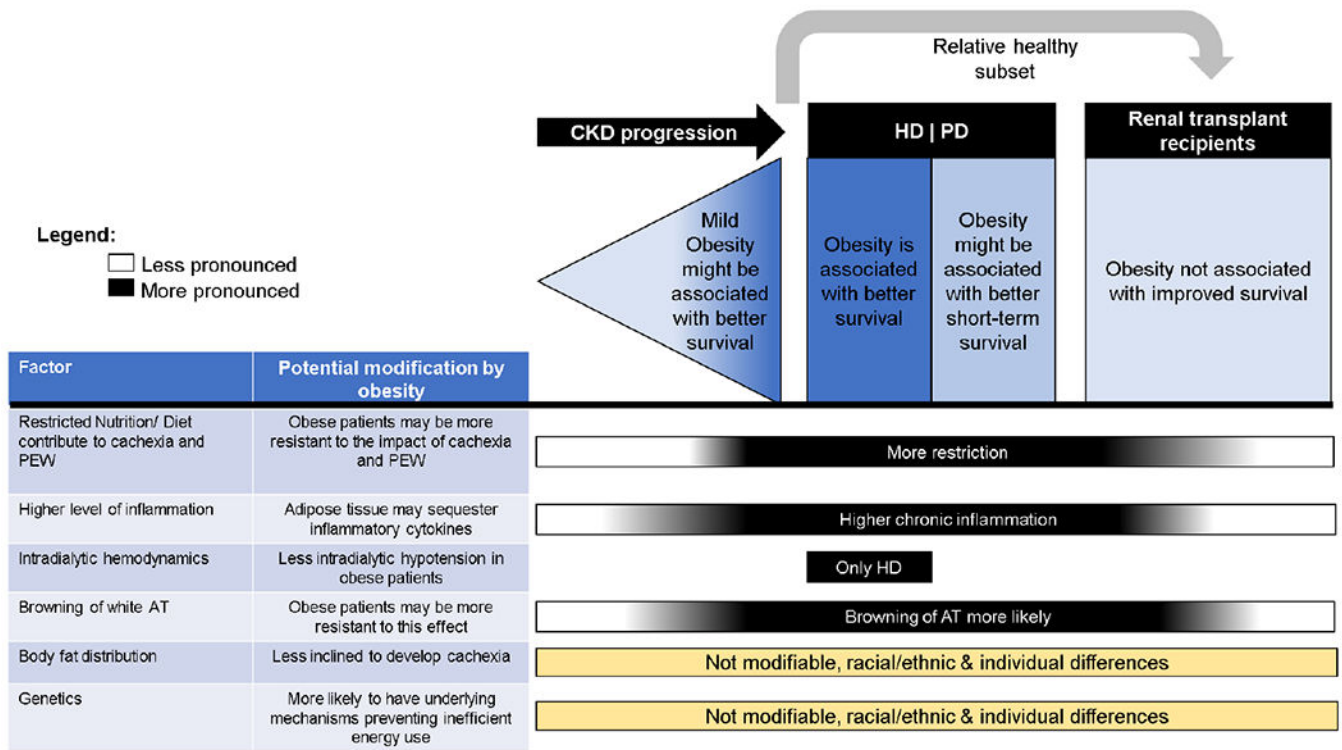 Relative healthy
subset
CKD progression
HD | PD
Renal transplant
recipients
Legend:
Less pronounced
More pronounced
Mild
Obesity
might be
associated
with better
survival
Obesity is
associated
with better
survival
Obesity
might be
associated
with better
short-term
survival
Obesity not associated
with improved survival
Factor
Potential modification by
obesity
Restricted Nutrition/ Diet
contribute to cachexia and
PEW
Obese patients may be more
resistant to the impact of cachexia
and PEW
More restriction
Higher level of inflammation
Adipose tissue may sequester
inflammatory cytokines
Higher chronic inflammation
Intradialytic hemodynamics
Less intradialytic hypotension in
obese patients
Only HD
Browning of white AT
Obese patients may be more
resistant to this effect
Browning of AT more likely
Body fat distribution
Less inclined to develop cachexia
Not modifiable, racial/ethnic & individual differences
Genetics
More likely to have underlying
mechanisms preventing inefficient
energy use
Not modifiable, racial/ethnic & individual differences